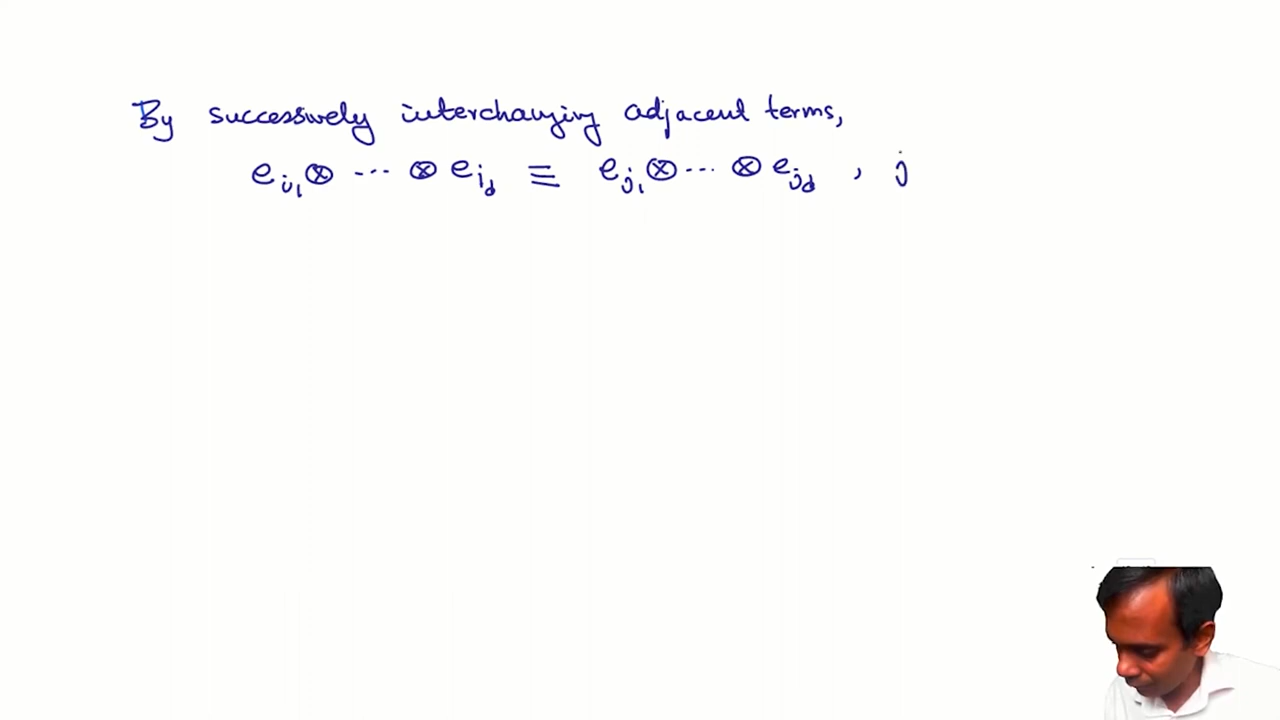 By successively interchanging adjacent terms,
e_{i_1} ⊗ ··· ⊗ e_{i_d} ≡ e_{j_1} ⊗ ··· ⊗ e_{j_d} , j